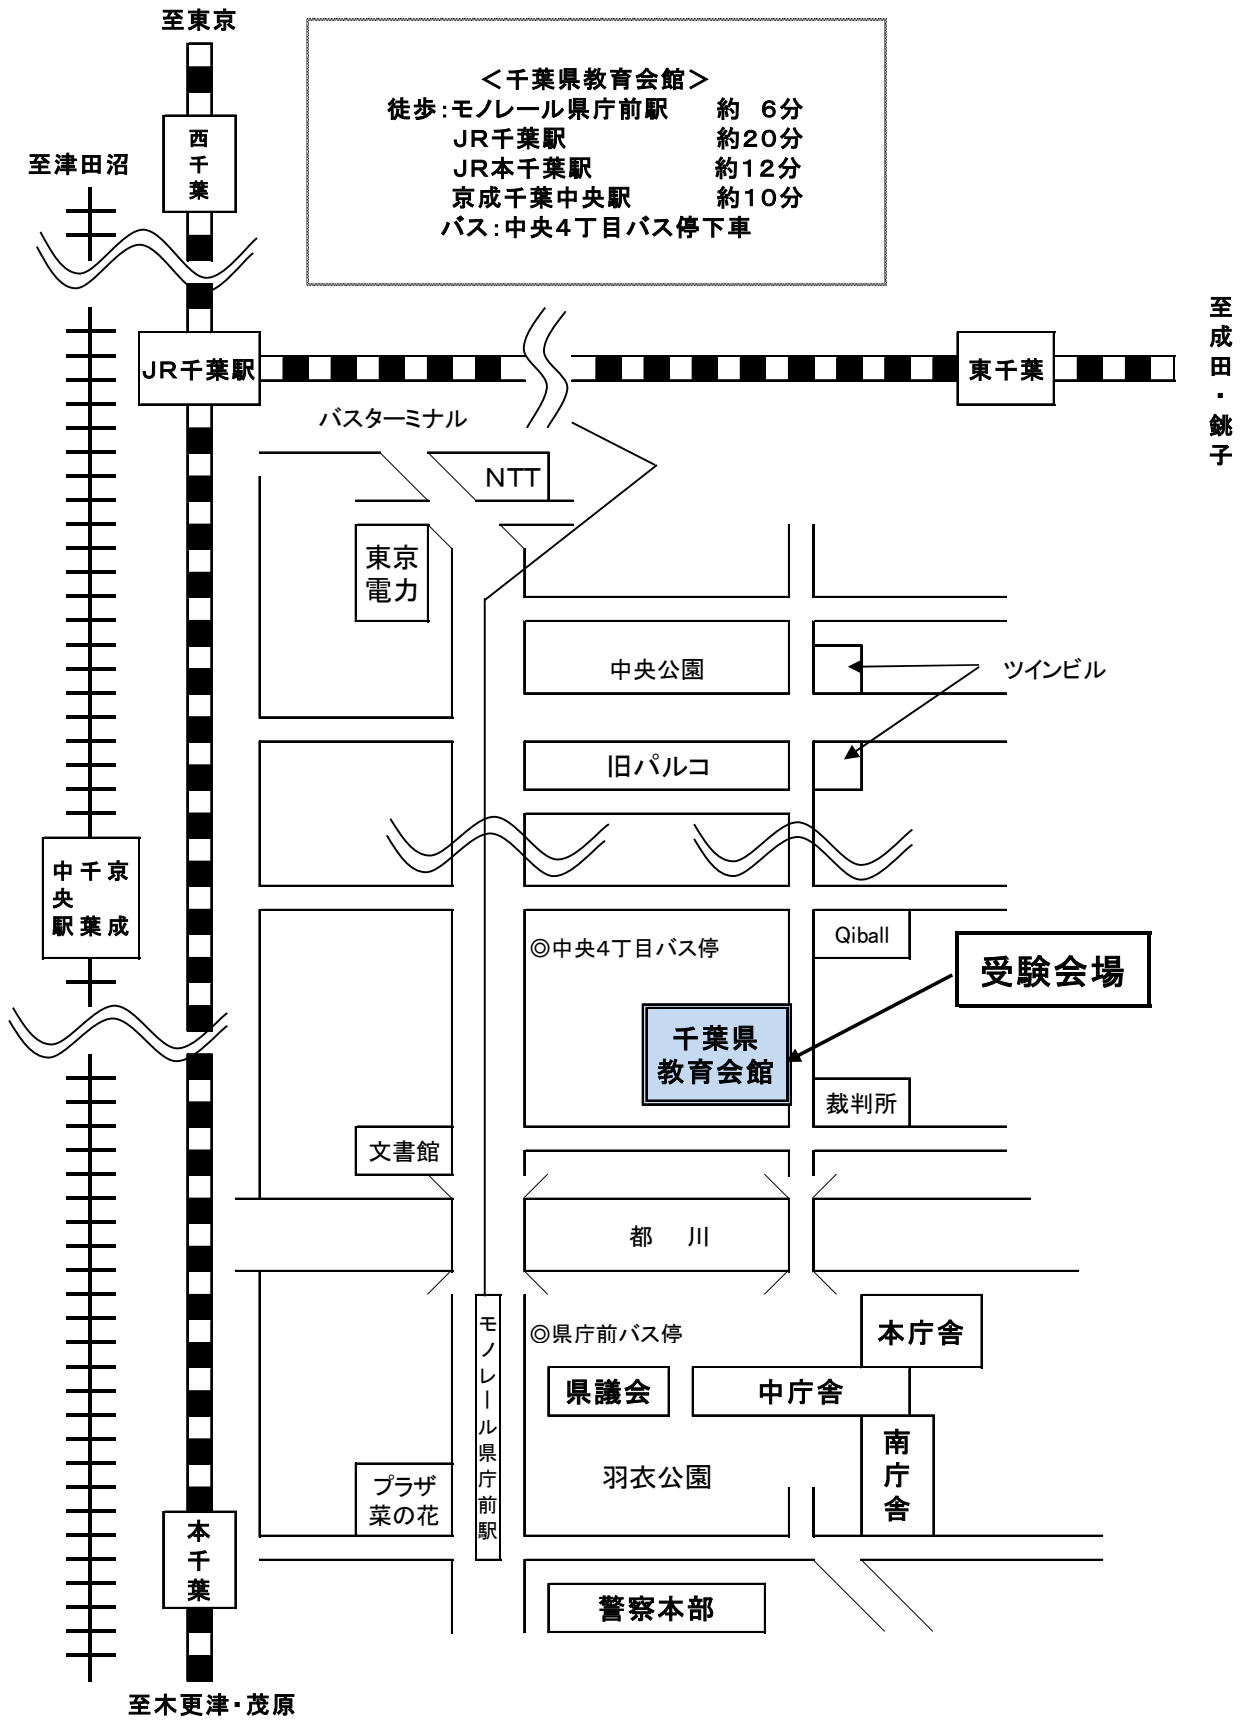 至東京
＜千葉県教育会館＞
徒歩：モノレール県庁前駅　約　6分
JR千葉駅　約20分
JR本千葉駅　約12分
京成千葉中央駅　約10分
バス：中央4丁目バス停下車
西千葉
至津田沼
至成田・銚子
JR千葉駅
東千葉
バスターミナル
NTT
東京
電力
中央公園
ツインビル
旧パルコ
京成
千葉
中央駅
Qiball
◎中央4丁目バス停
受験会場
千葉県
教育会館
裁判所
文書館
都　川
モノレール県庁前駅
◎県庁前バス停
本庁舎
県議会
中庁舎
南庁舎
羽衣公園
プラザ
菜の花
本千葉
警察本部
至木更津・茂原